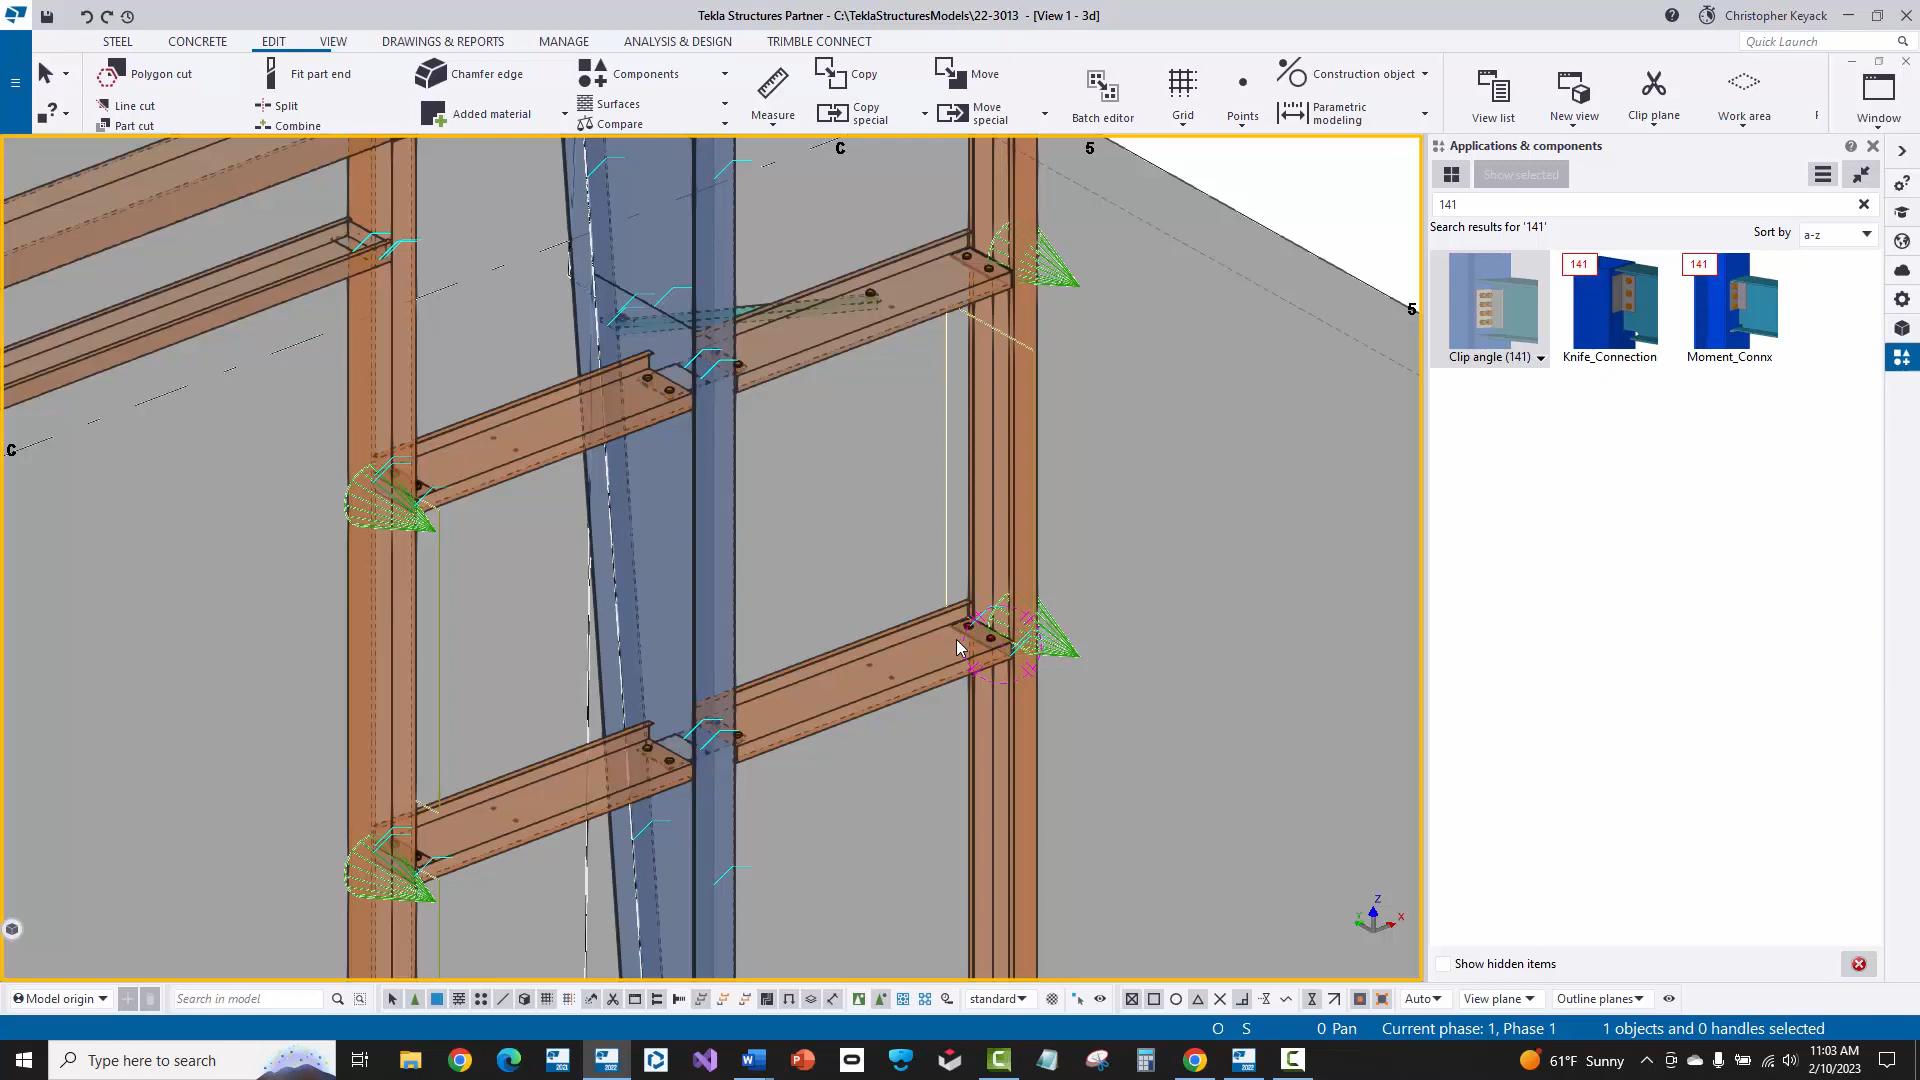 Tekla Structures Partner - C:\TeklaStructuresModels\22-3013 - [View 1 - 3d]
Christopher Keyack
STEEL CONCRETE EDIT VIEW DRAWINGS & REPORTS MANAGE ANALYSIS & DESIGN TRIMBLE CONNECT
Quick Launch
Polygon cut
Line cut
Part cut
Fit part end
Split
Combine
Chamfer edge
Added material
Components
Surfaces
Compare
Measure
Copy
Copy special
Move
Move special
Batch editor
Grid
Points
Construction object
Parametric modeling
View list
New view
Clip plane
Work area
Window
Applications & components
Show selected
141
Search results for '141'
Sort by a-z
Clip angle (141)
141
Knife_Connection
141
Moment_Connx
Show hidden items
C
5
5
C
Z
Y
X
Model origin
Search in model
standard
Auto
View plane
Outline planes
O S 0 Pan Current phase: 1, Phase 1 1 objects and 0 handles selected
Type here to search
61°F Sunny
11:03 AM
2/10/2023